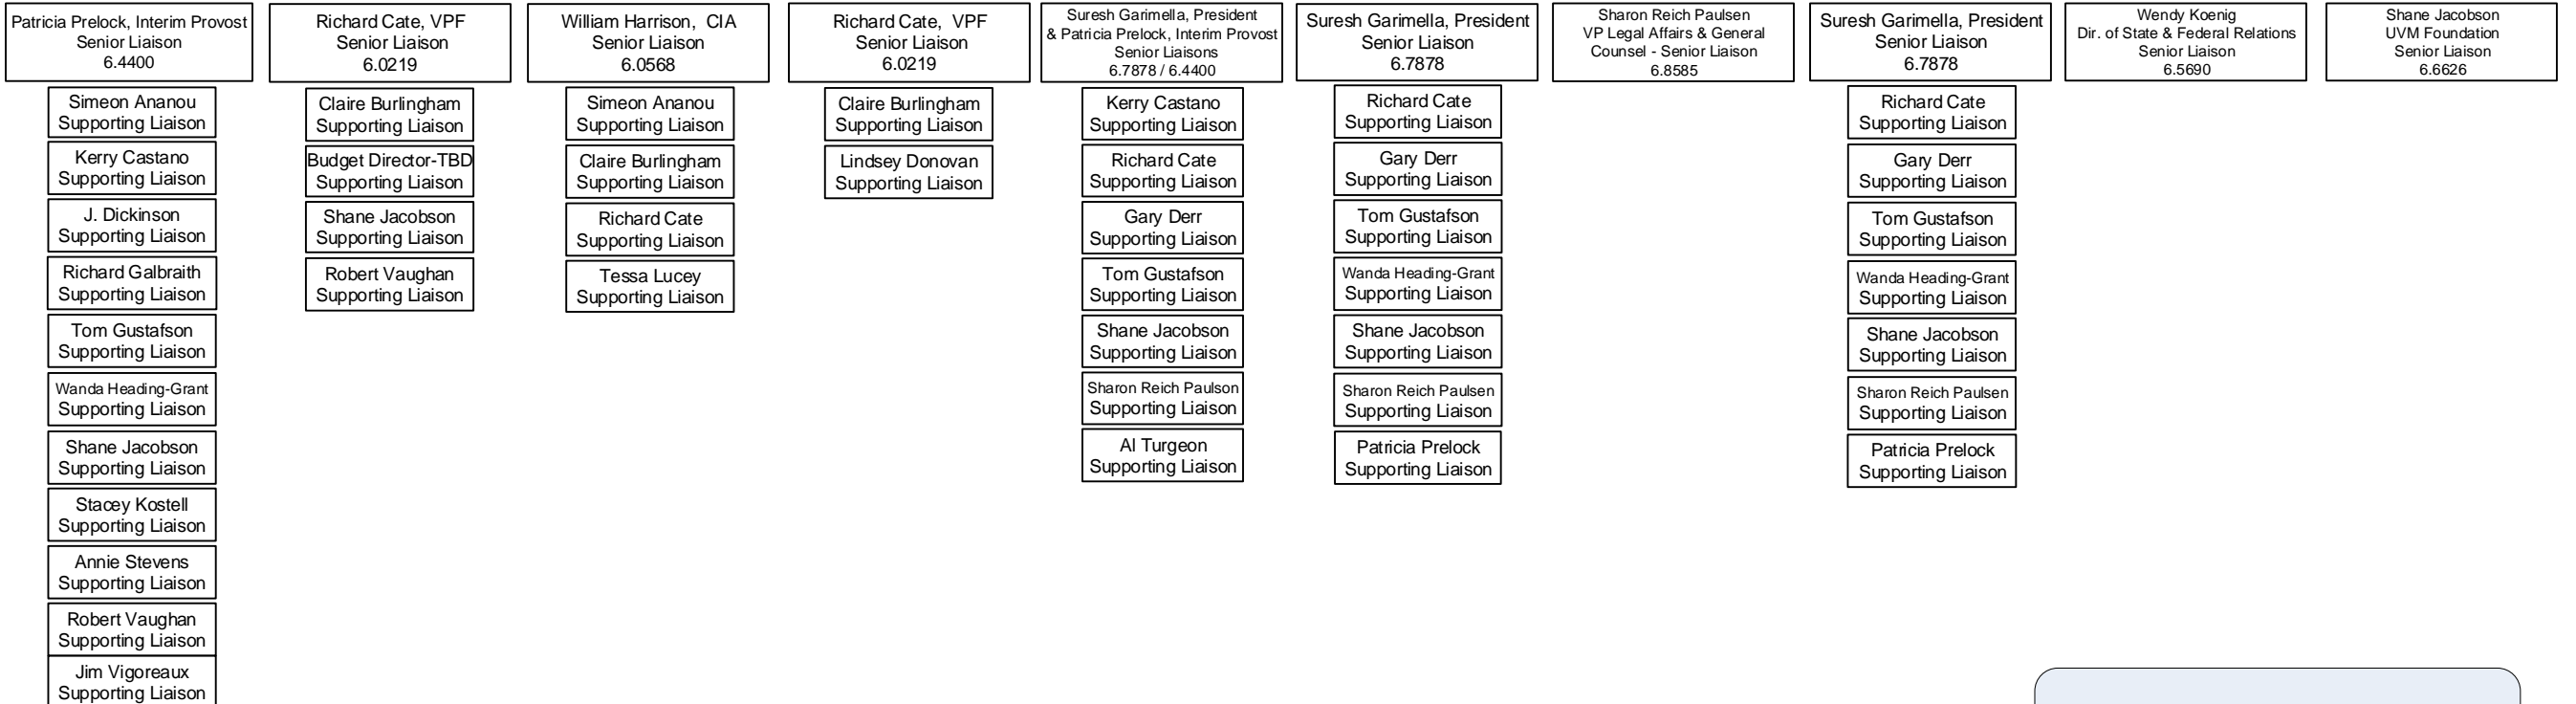 Patricia Prelock, Interim Provost
Senior Liaison
6.4400
Simeon Ananou
Supporting Liaison
Kerry Castano
Supporting Liaison
J. Dickinson
Supporting Liaison
Richard Galbraith
Supporting Liaison
Tom Gustafson
Supporting Liaison
Wanda Heading-Grant
Supporting Liaison
Shane Jacobson
Supporting Liaison
Stacey Kostell
Supporting Liaison
Annie Stevens
Supporting Liaison
Robert Vaughan
Supporting Liaison
Jim Vigoreaux
Supporting Liaison
Richard Cate, VPF
Senior Liaison
6.0219
Claire Burlingham
Supporting Liaison
Budget Director-TBD
Supporting Liaison
Shane Jacobson
Supporting Liaison
Robert Vaughan
Supporting Liaison
William Harrison, CIA
Senior Liaison
6.0568
Simeon Ananou
Supporting Liaison
Claire Burlingham
Supporting Liaison
Richard Cate
Supporting Liaison
Tessa Lucey
Supporting Liaison
Richard Cate, VPF
Senior Liaison
6.0219
Claire Burlingham
Supporting Liaison
Lindsey Donovan
Supporting Liaison
Suresh Garimella, President
& Patricia Prelock, Interim Provost
Senior Liaisons
6.7878 / 6.4400
Kerry Castano
Supporting Liaison
Richard Cate
Supporting Liaison
Gary Derr
Supporting Liaison
Tom Gustafson
Supporting Liaison
Shane Jacobson
Supporting Liaison
Sharon Reich Paulson
Supporting Liaison
Al Turgeon
Supporting Liaison
Suresh Garimella, President
Senior Liaison
6.7878
Richard Cate
Supporting Liaison
Gary Derr
Supporting Liaison
Tom Gustafson
Supporting Liaison
Wanda Heading-Grant
Supporting Liaison
Shane Jacobson
Supporting Liaison
Sharon Reich Paulsen
Supporting Liaison
Patricia Prelock
Supporting Liaison
Sharon Reich Paulsen
VP Legal Affairs & General
Counsel - Senior Liaison
6.8585
Suresh Garimella, President
Senior Liaison
6.7878
Richard Cate
Supporting Liaison
Gary Derr
Supporting Liaison
Tom Gustafson
Supporting Liaison
Wanda Heading-Grant
Supporting Liaison
Shane Jacobson
Supporting Liaison
Sharon Reich Paulsen
Supporting Liaison
Patricia Prelock
Supporting Liaison
Wendy Koenig
Dir. of State & Federal Relations
Senior Liaison
6.5690
Shane Jacobson
UVM Foundation
Senior Liaison
6.6626